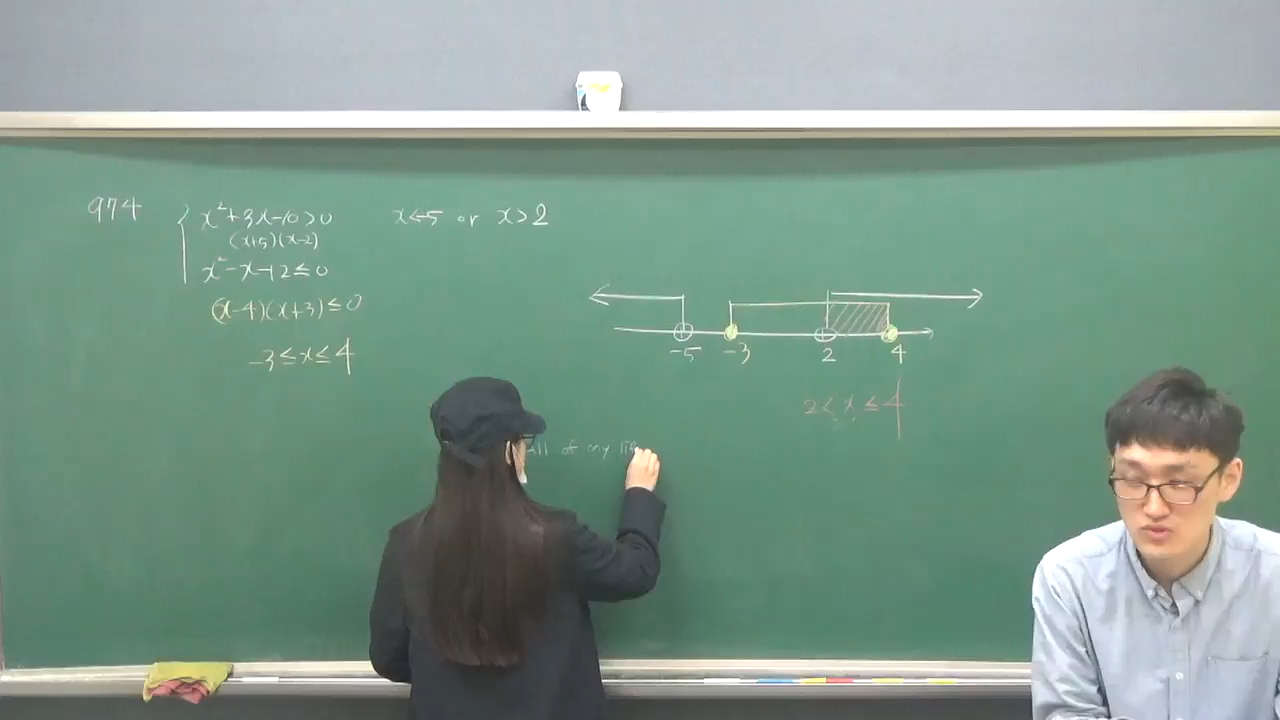 974
x²+3x-10>0 x<-5 or x>2
(x+5)(x-2)
x²-x-12≤0
(x-4)(x+3)≤0
-3≤x≤4
-5 -3 2 4
2<x≤4
all of my